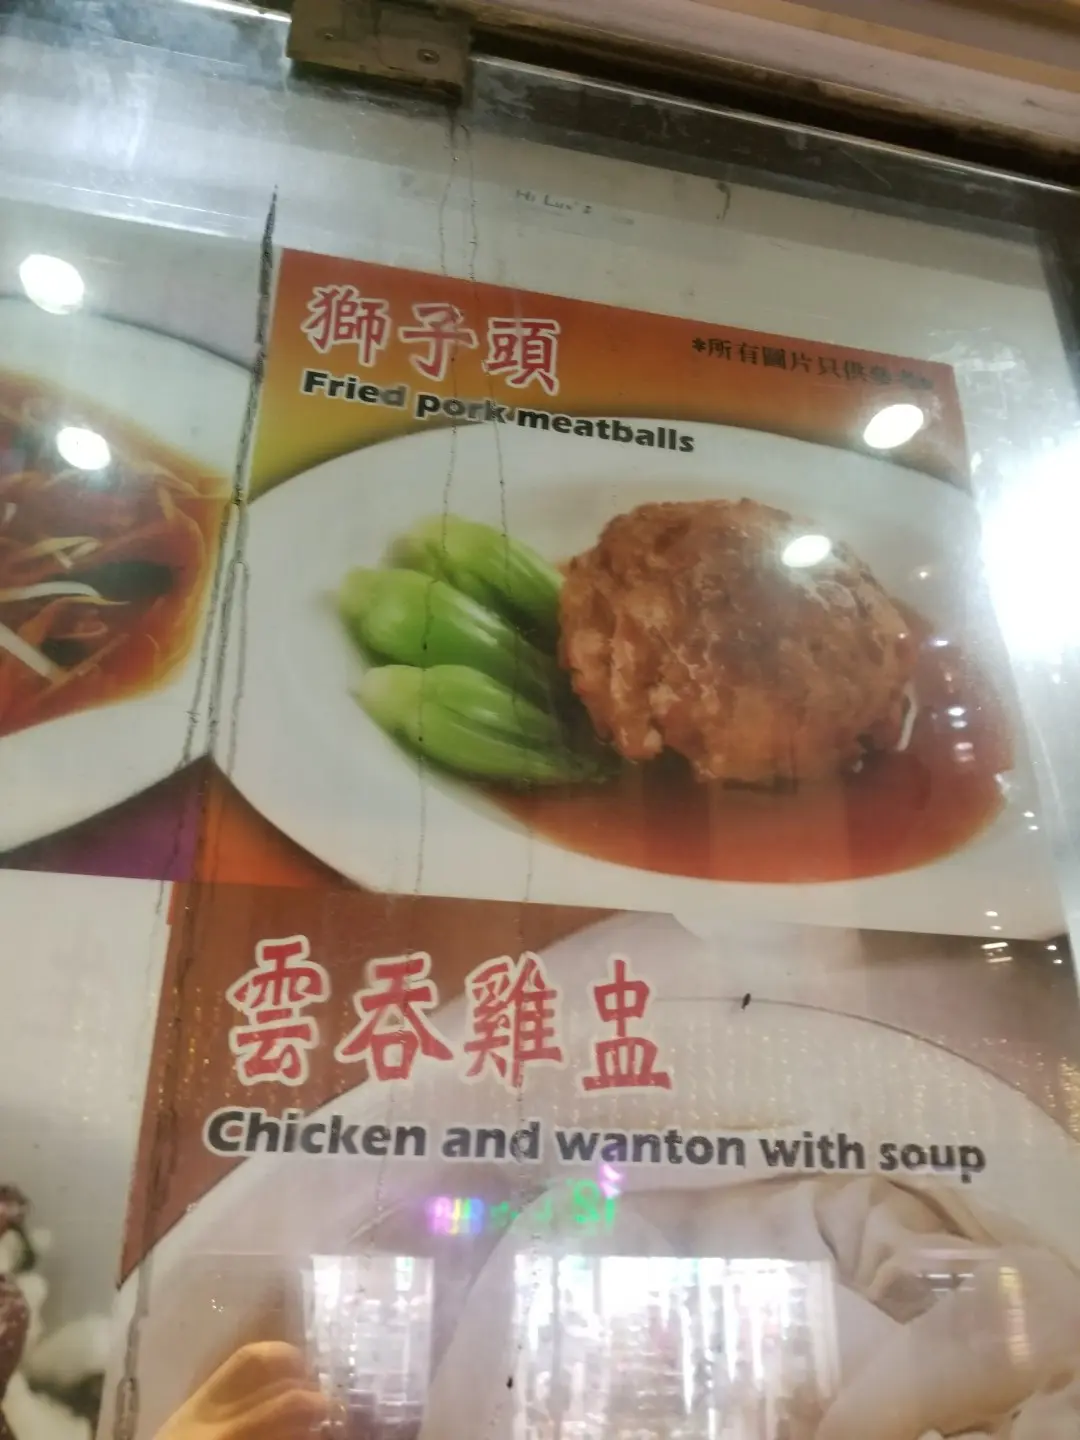 獅子頭
*所有圖片只供參考*
Fried pork meatballs
雲吞雞盅
Chicken and wanton with soup